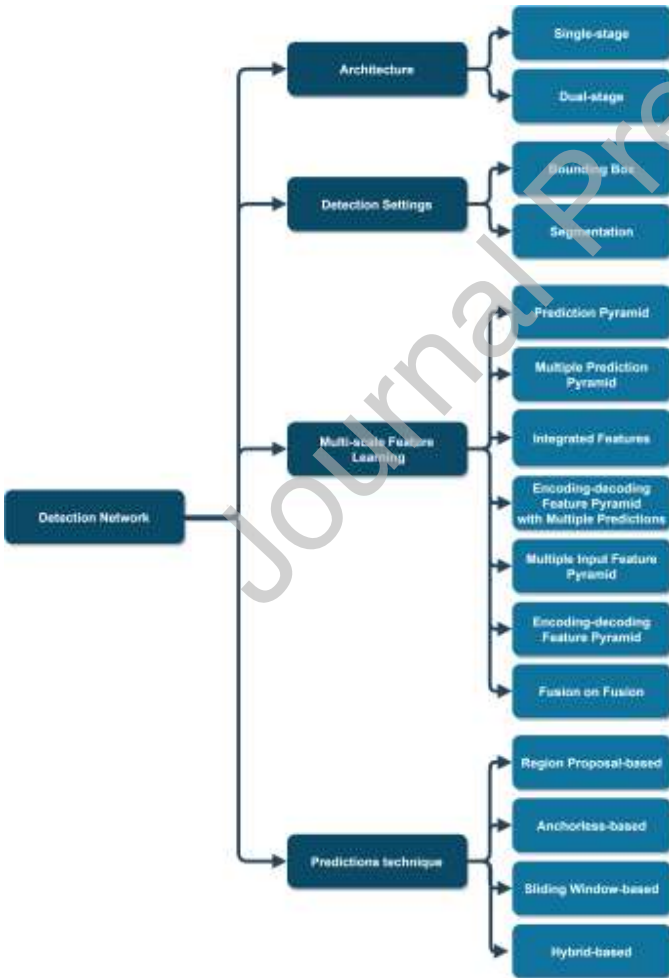 Single-stage
Architecture
Dual-stage
Bounding Box
Detection Settings
Segmentation
Prediction Pyramid
Multiple Prediction
Pyramid
Multi-scale Feature
Learning
Integrated Features
Detection Network
Encoding-decoding
Feature Pyramid
with Multiple Predictions
Multiple Input Feature
Pyramid
Encoding-decoding
Feature Pyramid
Fusion on Fusion
Region Proposal-based
Anchorless-based
Predictions technique
Sliding Window-based
Hybrid-based
Journal Pre